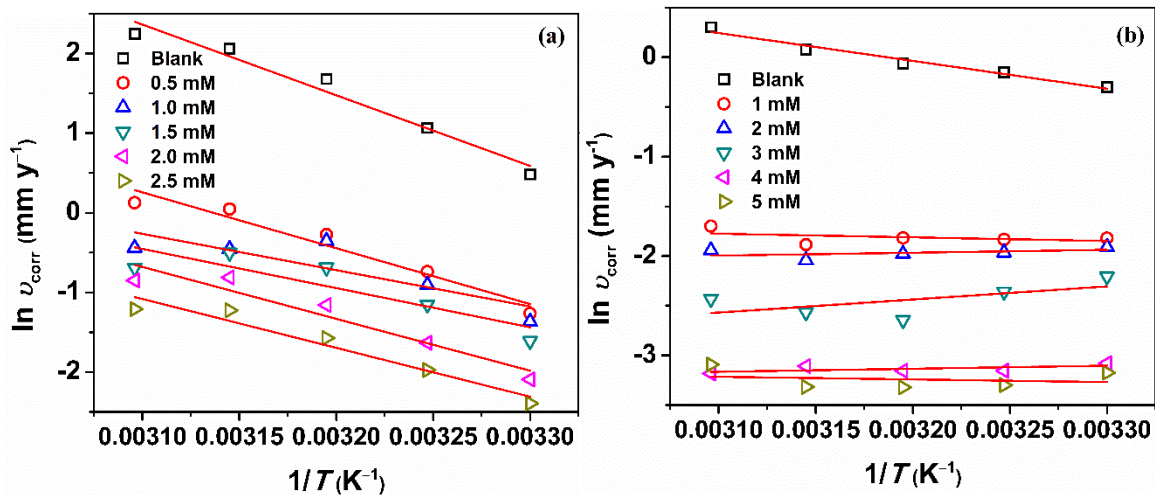 (a)
Blank
0.5 mM
1.0 mM
1.5 mM
2.0 mM
2.5 mM
2
1
0
-1
-2
ln υcorr (mm y⁻¹)
0.00310 0.00315 0.00320 0.00325 0.00330
1/T (K⁻¹)
(b)
Blank
1 mM
2 mM
3 mM
4 mM
5 mM
0
-1
-2
-3
ln υcorr (mm y⁻¹)
0.00310 0.00315 0.00320 0.00325 0.00330
1/T (K⁻¹)